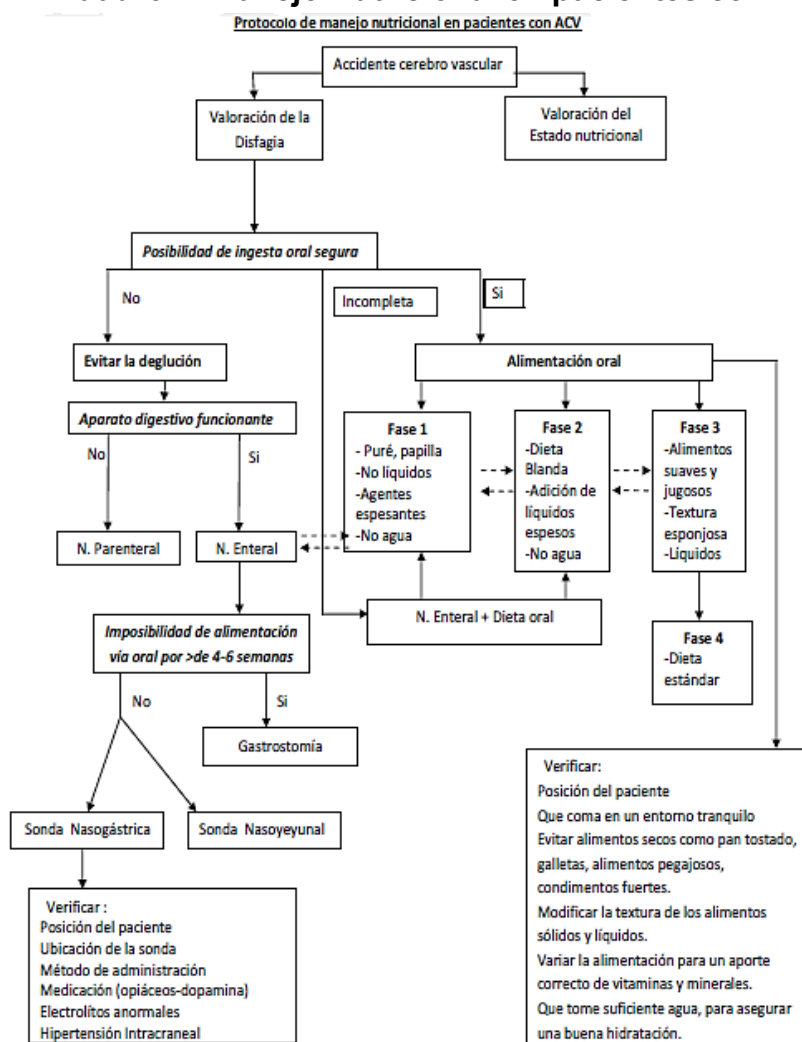 Protocolo de manejo nutricional en pacientes con ACV
Accidente cerebro vascular
Valoración de la
Disfagia
Valoración del
Estado nutricional
Posibilidad de ingesta oral segura
No
Incompleta
Si
Evitar la deglución
Alimentación oral
Aparato digestivo funcionante
No
Si
Fase 1
- Puré, papilla
- No líquidos
-Agentes
espesantes
-No agua
Fase 2
-Dieta
Blanda
-Adición de
líquidos
espesos
-No agua
Fase 3
-Alimentos
suaves y
jugosos
-Textura
esponjosa
-Liquidos
N. Parenteral
N. Enteral
N. Enteral + Dieta oral
Fase 4
-Dieta
estándar
Imposibilidad de alimentación
vía oral por >de 4-6 semanas
No
Si
Gastrostomía
Sonda Nasogástrica
Sonda Nasoyeyunal
Verificar :
Posición del paciente
Ubicación de la sonda
Método de administración
Medicación (opiáceos-dopamina)
Electrolítos anormales
Hipertensión Intracraneal
Verificar:
Posición del paciente
Que coma en un entorno tranquilo
Evitar alimentos secos como pan tostado,
galletas, alimentos pegajosos,
condimentos fuertes.
Modificar la textura de los alimentos
sólidos y líquidos.
Variar la alimentación para un aporte
correcto de vitaminas y minerales.
Que tome suficiente agua, para asegurar
una buena hidratación.